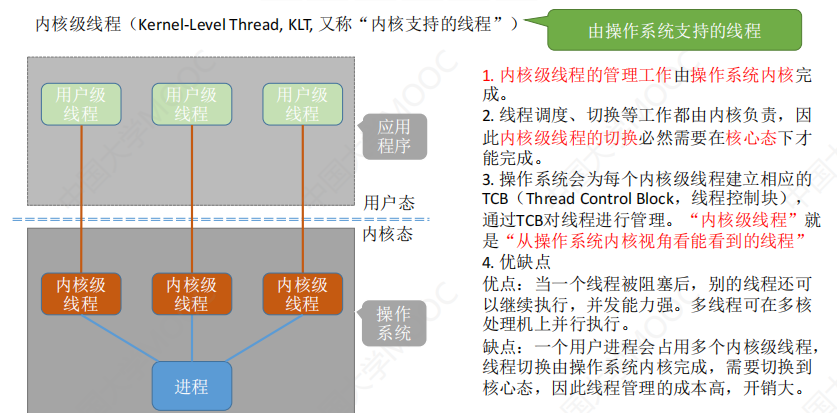 内核级线程（Kernel-Level Thread, KLT, 又称“内核支持的线程”）
由操作系统支持的线程
用户级
线程
用户级
线程
用户级
线程
应用
程序
用户态
内核态
内核级
线程
内核级
线程
内核级
线程
操作
系统
进程
1. 内核级线程的管理工作由操作系统内核完
成。
2. 线程调度、切换等工作都由内核负责，因
此内核级线程的切换必然需要在核心态下才
能完成。
3. 操作系统会为每个内核级线程建立相应的
TCB（Thread Control Block，线程控制块），
通过TCB对线程进行管理。“内核级线程”就
是“从操作系统内核视角看能看到的线程”
4. 优缺点
优点：当一个线程被阻塞后，别的线程还可
以继续执行，并发能力强。多线程可在多核
处理机上并行执行。
缺点：一个用户进程会占用多个内核级线程，
线程切换由操作系统内核完成，需要切换到
核心态，因此线程管理的成本高，开销大。
中国大学MOOC